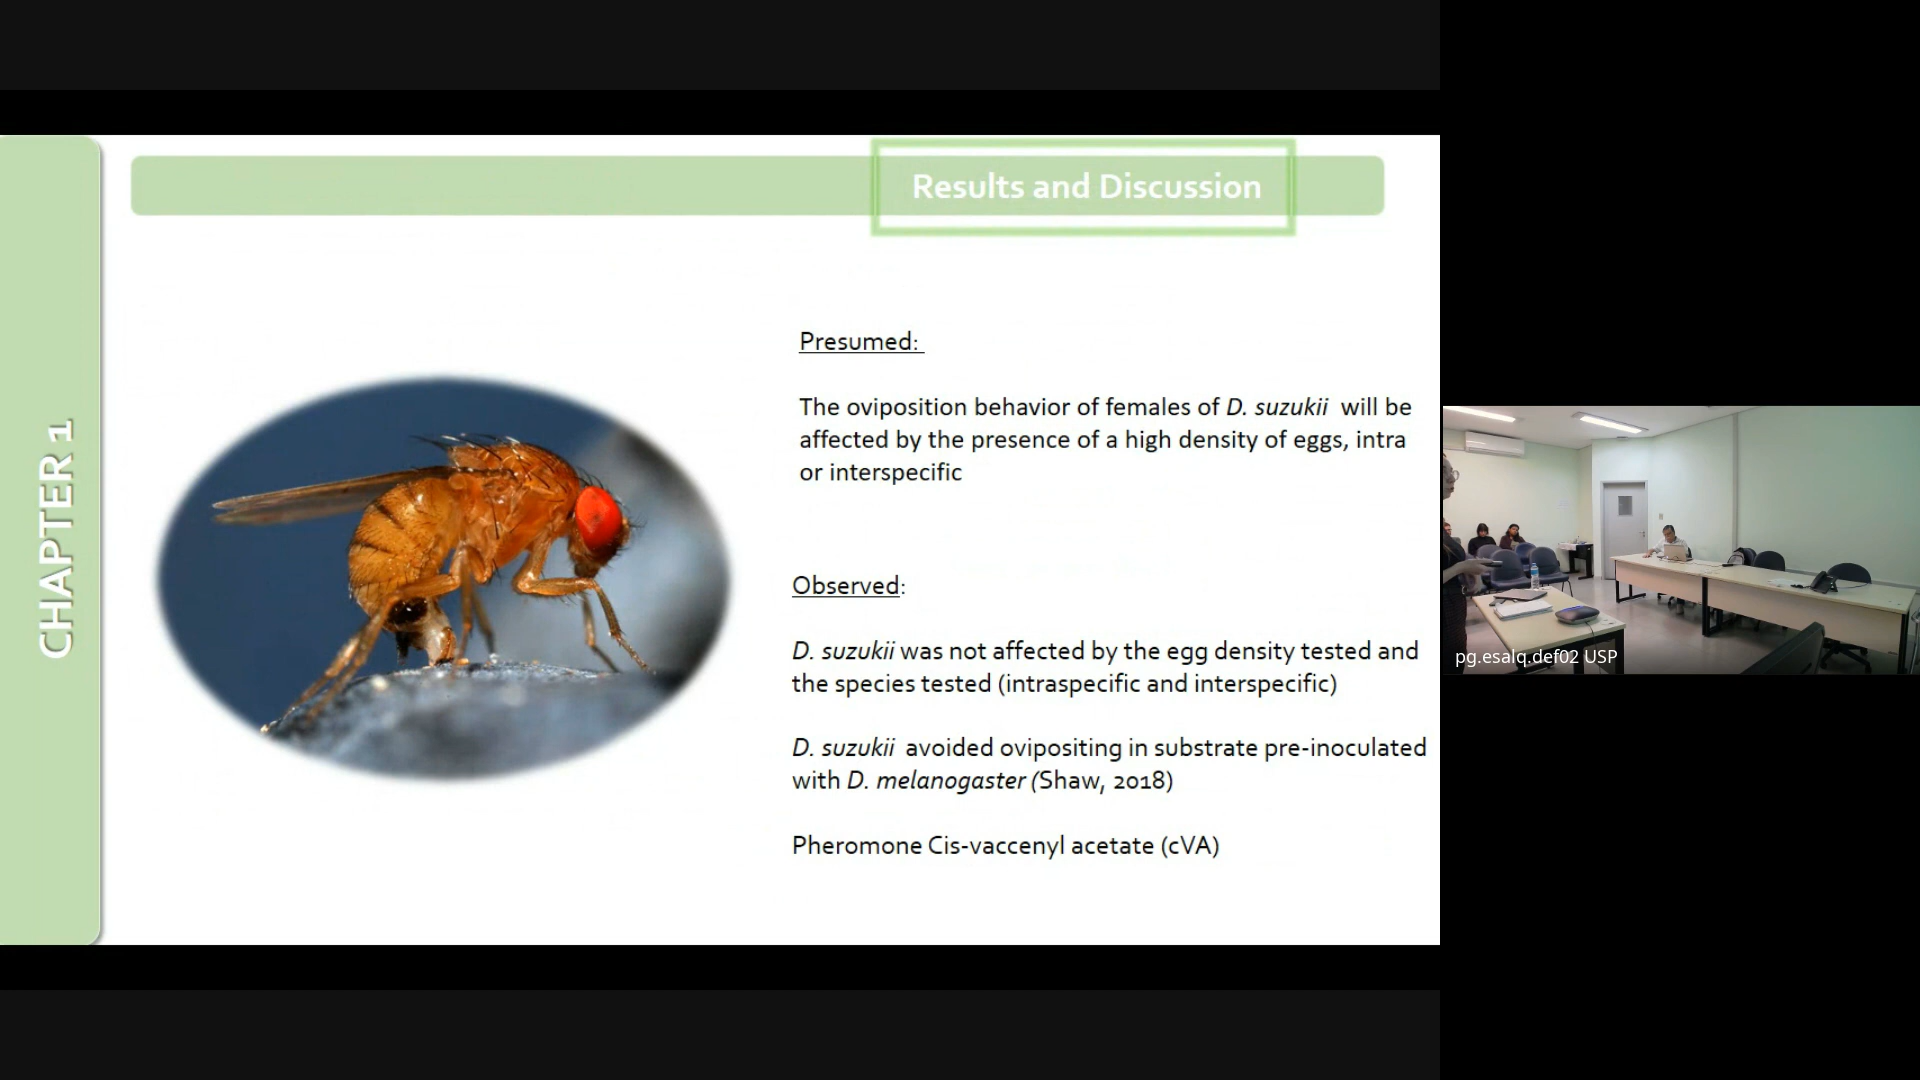 CHAPTER 1
Results and Discussion
Presumed:
The oviposition behavior of females of D. suzukii will be
affected by the presence of a high density of eggs, intra
or interspecific
Observed:
D. suzukii was not affected by the egg density tested and
the species tested (intraspecific and interspecific)
D. suzukii avoided ovipositing in substrate pre-inoculated
with D. melanogaster (Shaw, 2018)
Pheromone Cis-vaccenyl acetate (cVA)
pg.esalq.def02 USP